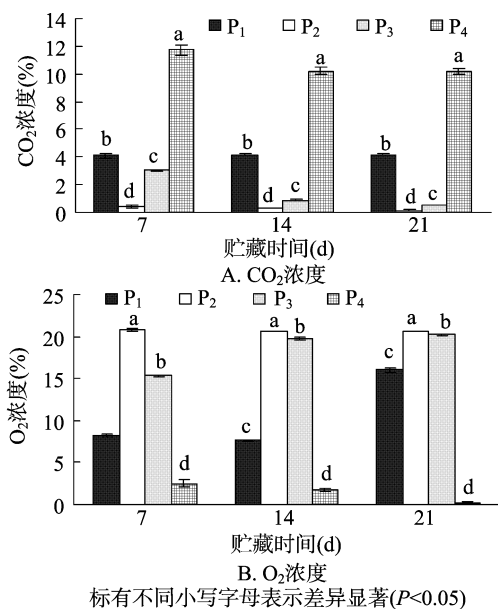 P₁ P₂ P₃ P₄
CO₂浓度(%)
14
12
10
8
6
4
2
0
b d c a
b d c a
b d c a
7 14 21
贮藏时间(d)
A. CO₂浓度
P₁ P₂ P₃ P₄
O₂浓度(%)
25
20
15
10
5
0
a b d
c a b d
c a b d
7 14 21
贮藏时间(d)
B. O₂浓度
标有不同小写字母表示差异显著(P<0.05)